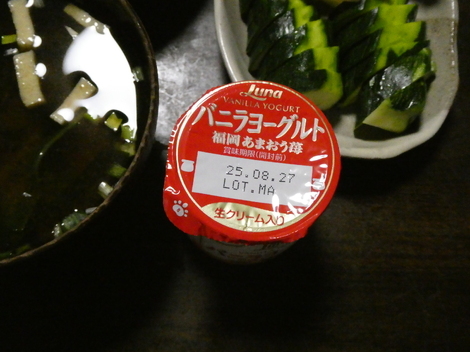 Luna
VANILLA YOGURT
バニラヨーグルト
福岡あまおう苺
賞味期限(開封前)
25.08.27
LOT.MA
生クリーム入り